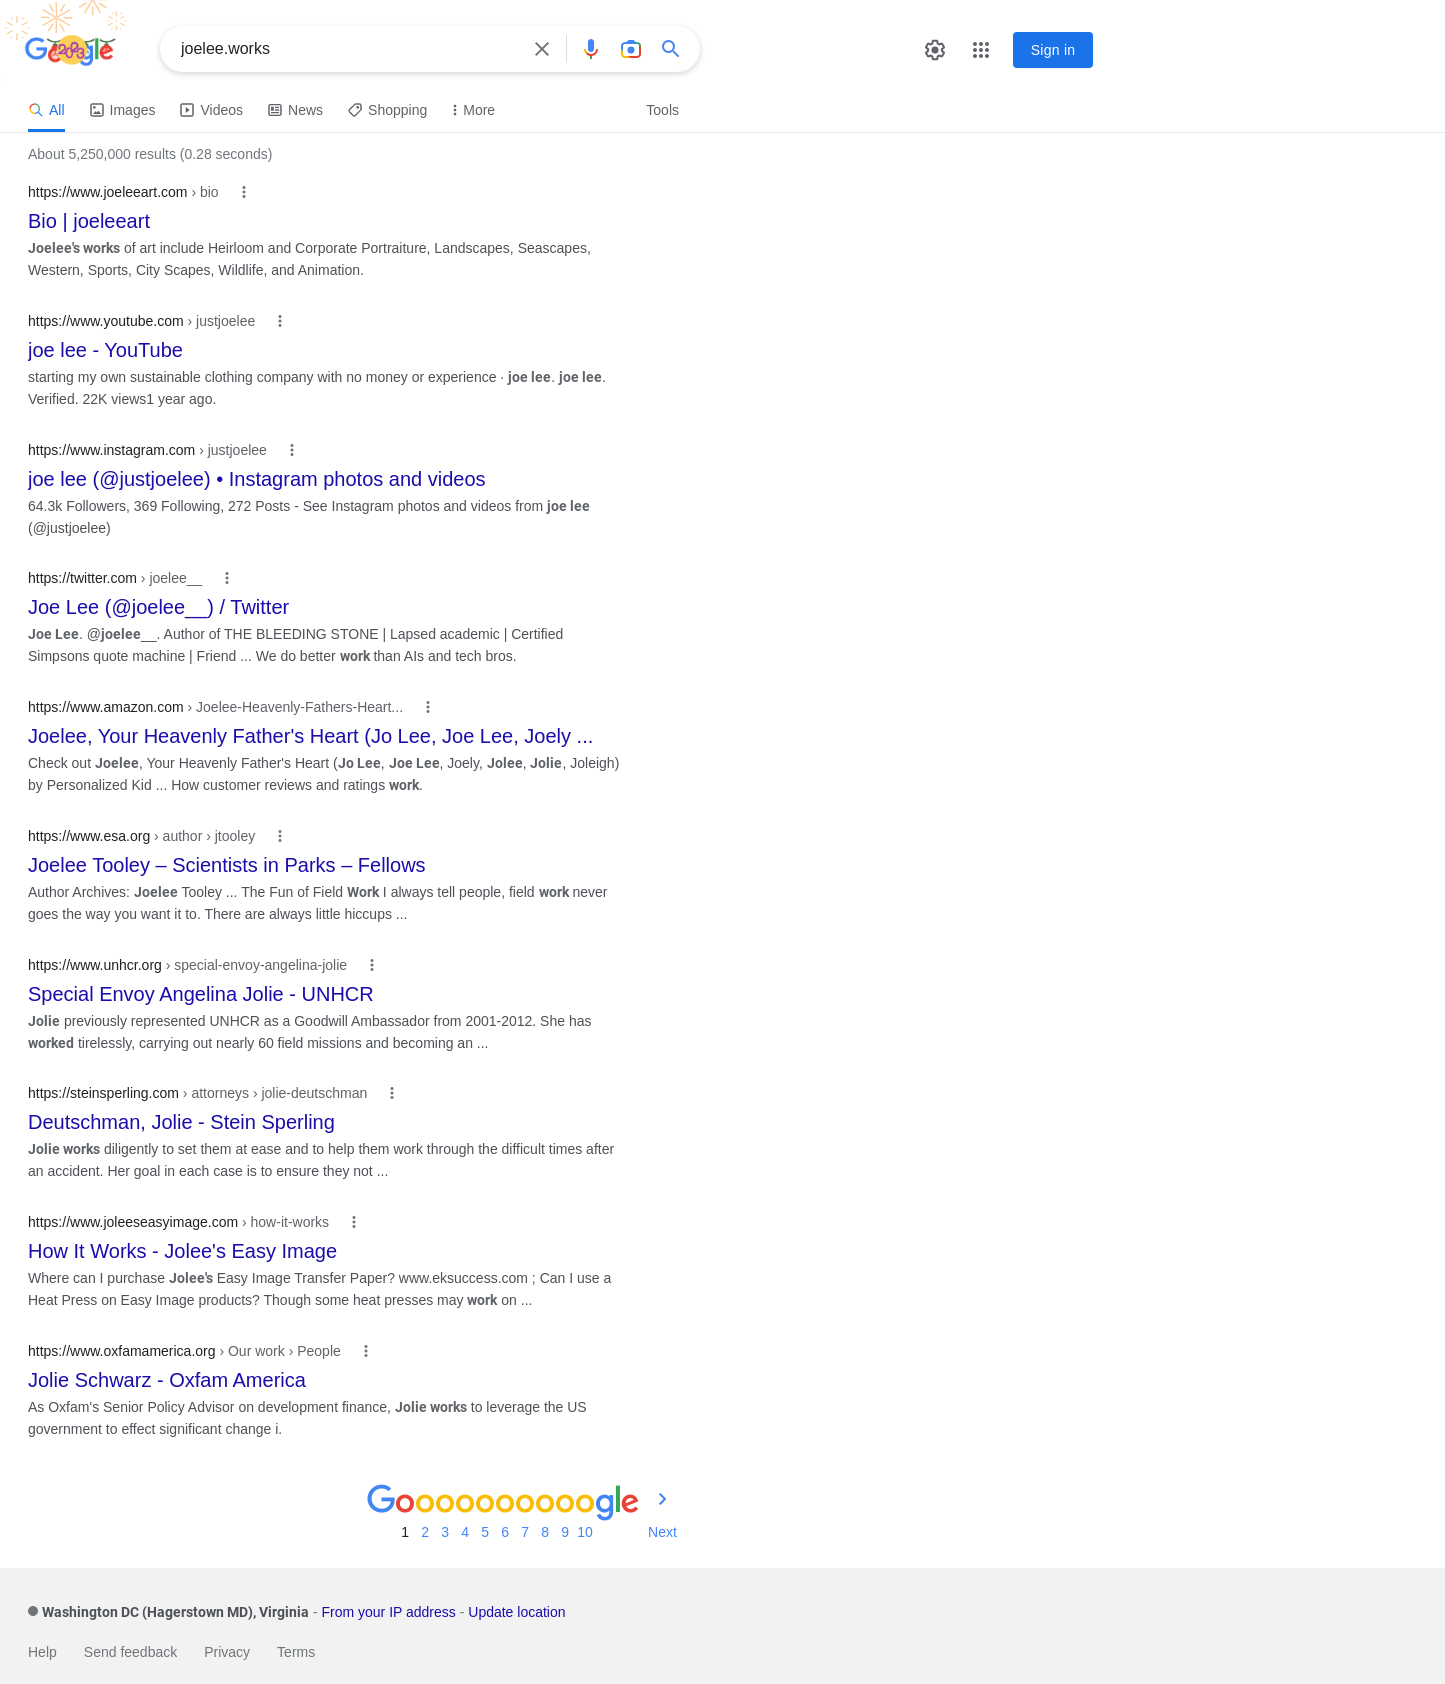 Google
joelee.works
Sign in
All
Images
Videos
News
Shopping
More
Tools
About 5,250,000 results (0.28 seconds)
https://www.joeleeart.com › bio
Bio | joeleeart
Joelee's works of art include Heirloom and Corporate Portraiture, Landscapes, Seascapes,
Western, Sports, City Scapes, Wildlife, and Animation.
https://www.youtube.com › justjoelee
joe lee - YouTube
starting my own sustainable clothing company with no money or experience · joe lee. joe lee.
Verified. 22K views1 year ago.
https://www.instagram.com › justjoelee
joe lee (@justjoelee) • Instagram photos and videos
64.3k Followers, 369 Following, 272 Posts - See Instagram photos and videos from joe lee
(@justjoelee)
https://twitter.com › joelee__
Joe Lee (@joelee__) / Twitter
Joe Lee. @joelee__. Author of THE BLEEDING STONE | Lapsed academic | Certified
Simpsons quote machine | Friend ... We do better work than AIs and tech bros.
https://www.amazon.com › Joelee-Heavenly-Fathers-Heart...
Joelee, Your Heavenly Father's Heart (Jo Lee, Joe Lee, Joely ...
Check out Joelee, Your Heavenly Father's Heart (Jo Lee, Joe Lee, Joely, Jolee, Jolie, Joleigh)
by Personalized Kid ... How customer reviews and ratings work.
https://www.esa.org › author › jtooley
Joelee Tooley – Scientists in Parks – Fellows
Author Archives: Joelee Tooley ... The Fun of Field Work I always tell people, field work never
goes the way you want it to. There are always little hiccups ...
https://www.unhcr.org › special-envoy-angelina-jolie
Special Envoy Angelina Jolie - UNHCR
Jolie previously represented UNHCR as a Goodwill Ambassador from 2001-2012. She has
worked tirelessly, carrying out nearly 60 field missions and becoming an ...
https://steinsperling.com › attorneys › jolie-deutschman
Deutschman, Jolie - Stein Sperling
Jolie works diligently to set them at ease and to help them work through the difficult times after
an accident. Her goal in each case is to ensure they not ...
https://www.joleeseasyimage.com › how-it-works
How It Works - Jolee's Easy Image
Where can I purchase Jolee's Easy Image Transfer Paper? www.eksuccess.com ; Can I use a
Heat Press on Easy Image products? Though some heat presses may work on ...
https://www.oxfamamerica.org › Our work › People
Jolie Schwarz - Oxfam America
As Oxfam's Senior Policy Advisor on development finance, Jolie works to leverage the US
government to effect significant change i.
Goooooooooogle
1 2 3 4 5 6 7 8 9 10 Next
Washington DC (Hagerstown MD), Virginia - From your IP address - Update location
Help Send feedback Privacy Terms